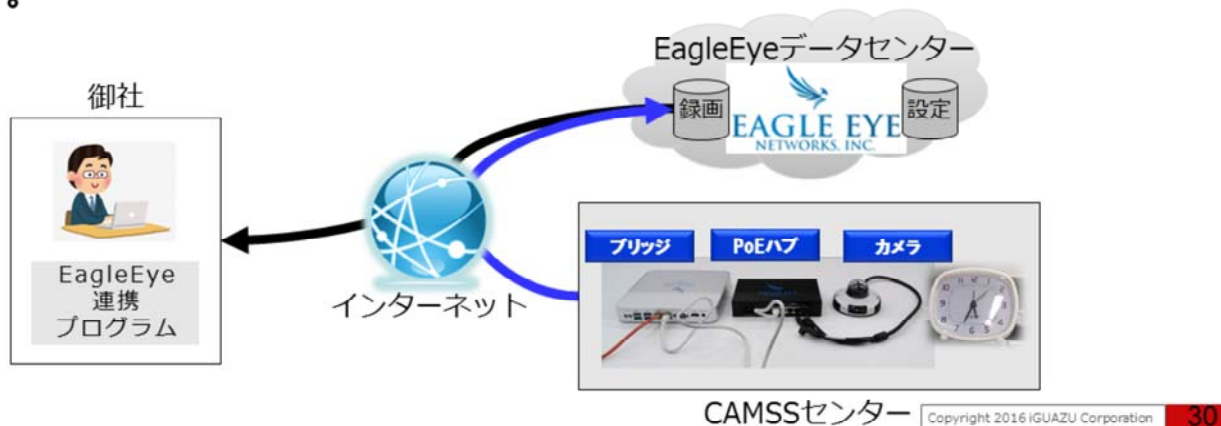 。
EagleEyeデータセンター
御社
録画
EAGLE EYE
NETWORKS, INC.
設定
ブリッジ
PoEハブ
カメラ
EagleEye
連携
プログラム
インターネット
CAMSSセンター
Copyright 2016 iGUAZU Corporation
30